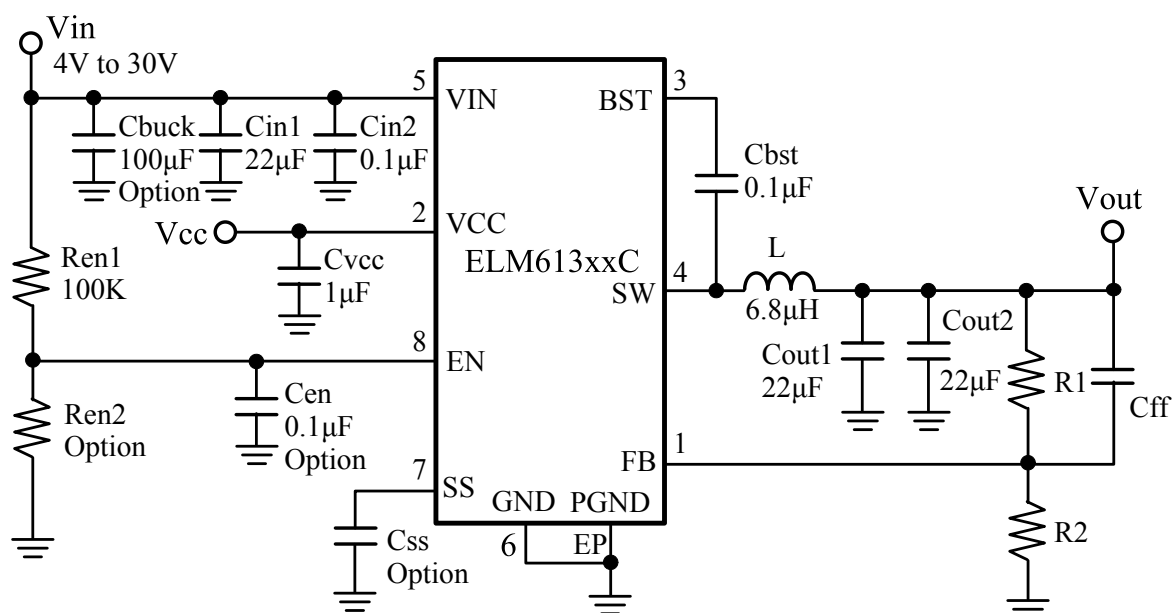 Vin
4V to 30V
5
VIN
BST
3
Cbuck
100μF
Option
Cin1
22μF
Cin2
0.1μF
Cbst
0.1μF
Vcc
2
VCC
Cvcc
1μF
ELM613xxC
Vout
Ren1
100K
SW
4
L
6.8μH
Cout1
22μF
Cout2
22μF
R1
Cff
8
EN
Cen
0.1μF
Option
Ren2
Option
FB
1
7
SS
Css
Option
GND
PGND
6
EP
R2